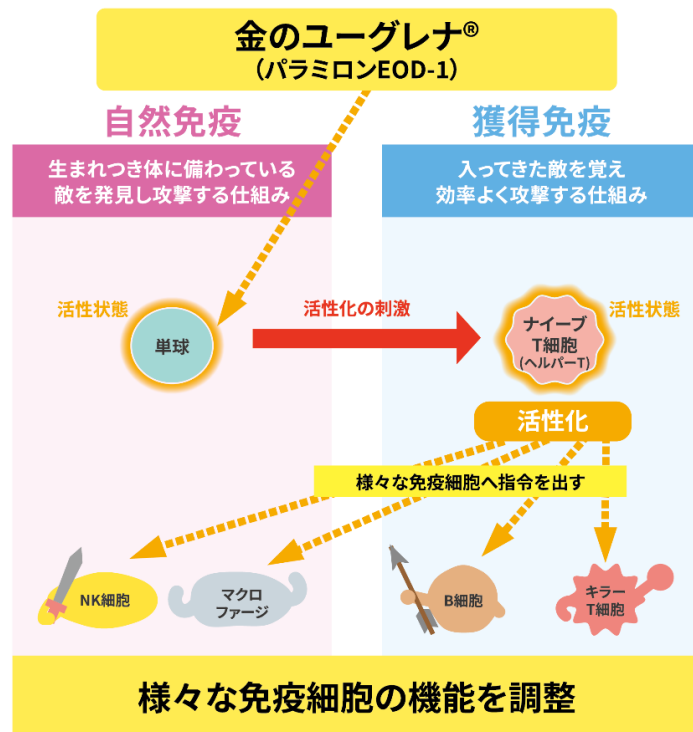 金のユーグレナ®
(パラミロンEOD-1)
自然免疫
生まれつき体に備わっている
敵を発見し攻撃する仕組み
獲得免疫
入ってきた敵を覚え
効率よく攻撃する仕組み
活性状態
単球
活性化の刺激
ナイーブ
T細胞
(ヘルパーT)
活性状態
活性化
様々な免疫細胞へ指令を出す
NK細胞
マクロ
ファージ
B細胞
キラー
T細胞
様々な免疫細胞の機能を調整